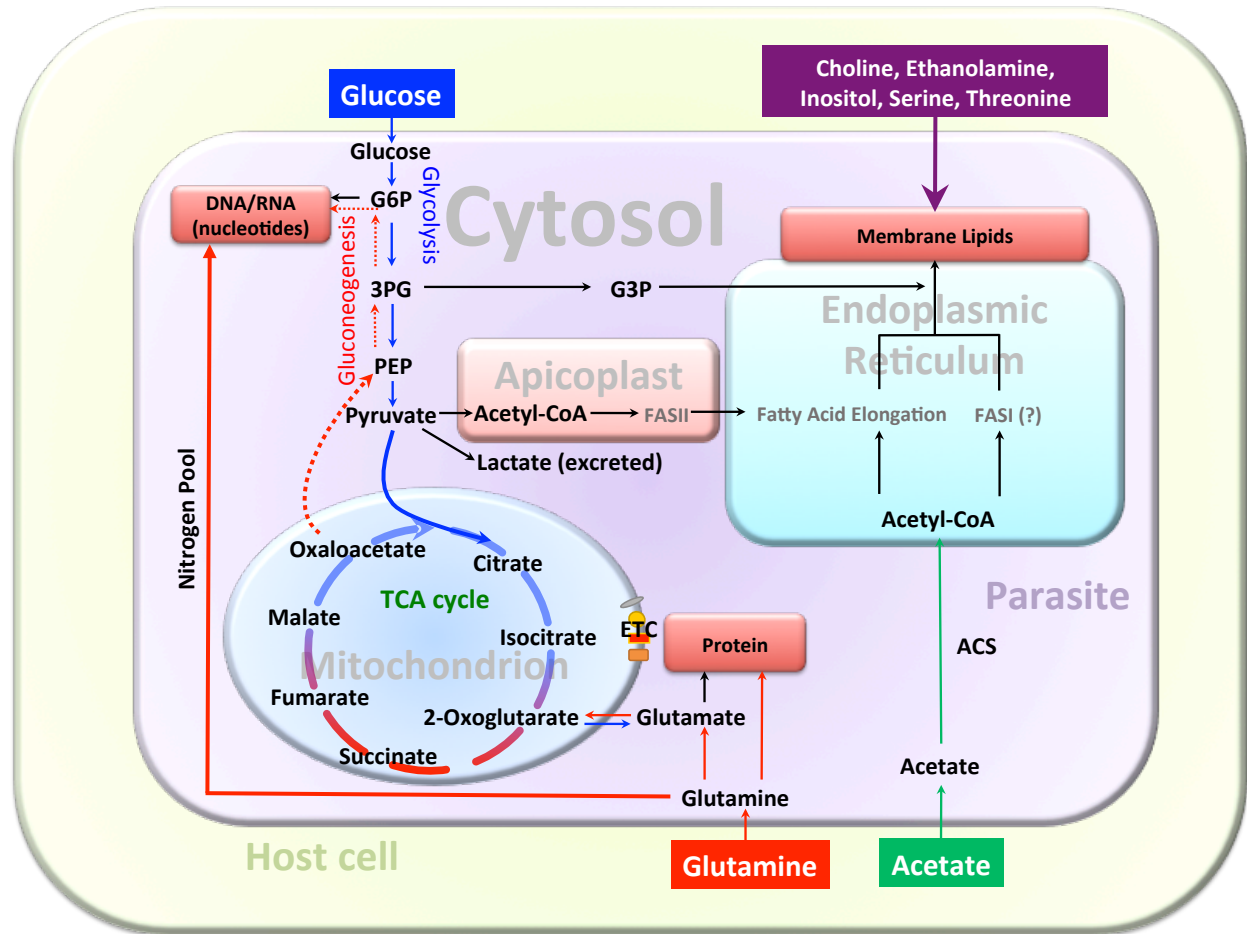 Choline, Ethanolamine,
Inositol, Serine, Threonine
Glucose
Glucose
Glycolysis
DNA/RNA
(nucleotides)
G6P
Cytosol
Membrane Lipids
Gluconeogenesis
3PG
G3P
Endoplasmic
Reticulum
PEP
Apicoplast
Pyruvate
Acetyl-CoA
FASII
Fatty Acid Elongation
FASI (?)
Lactate (excreted)
Nitrogen Pool
Acetyl-CoA
Oxaloacetate
Citrate
TCA cycle
Parasite
Malate
Isocitrate
ETC
Protein
ACS
Mitochondrion
Fumarate
2-Oxoglutarate
Glutamate
Succinate
Acetate
Glutamine
Host cell
Glutamine
Acetate